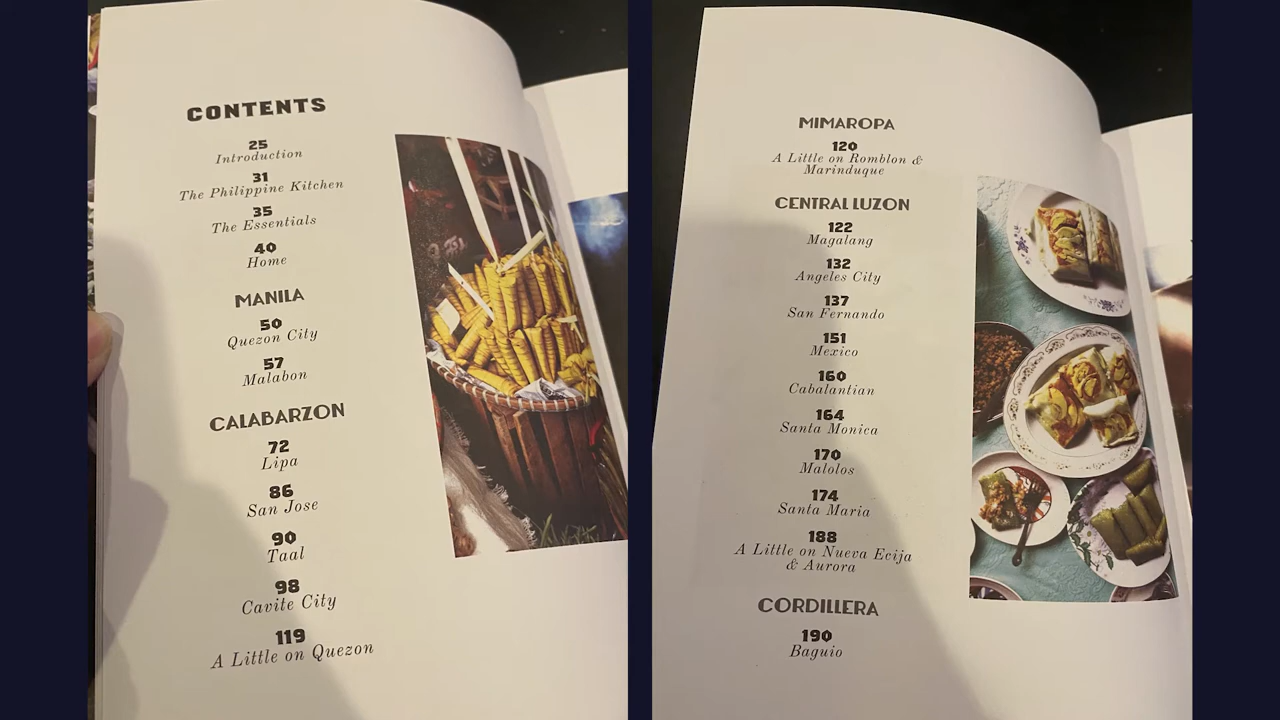 CONTENTS
25
Introduction
31
The Philippine Kitchen
35
The Essentials
40
Home
MANILA
50
Quezon City
57
Malabon
CALABARZON
72
Lipa
86
San Jose
90
Taal
98
Cavite City
119
A Little on Quezon
MIMAROPA
120
A Little on Romblon &
Marinduque
CENTRAL LUZON
122
Magalang
132
Angeles City
137
San Fernando
151
Mexico
160
Cabalantian
164
Santa Monica
170
Malolos
174
Santa Maria
188
A Little on Nueva Ecija
& Aurora
CORDILLERA
190
Baguio